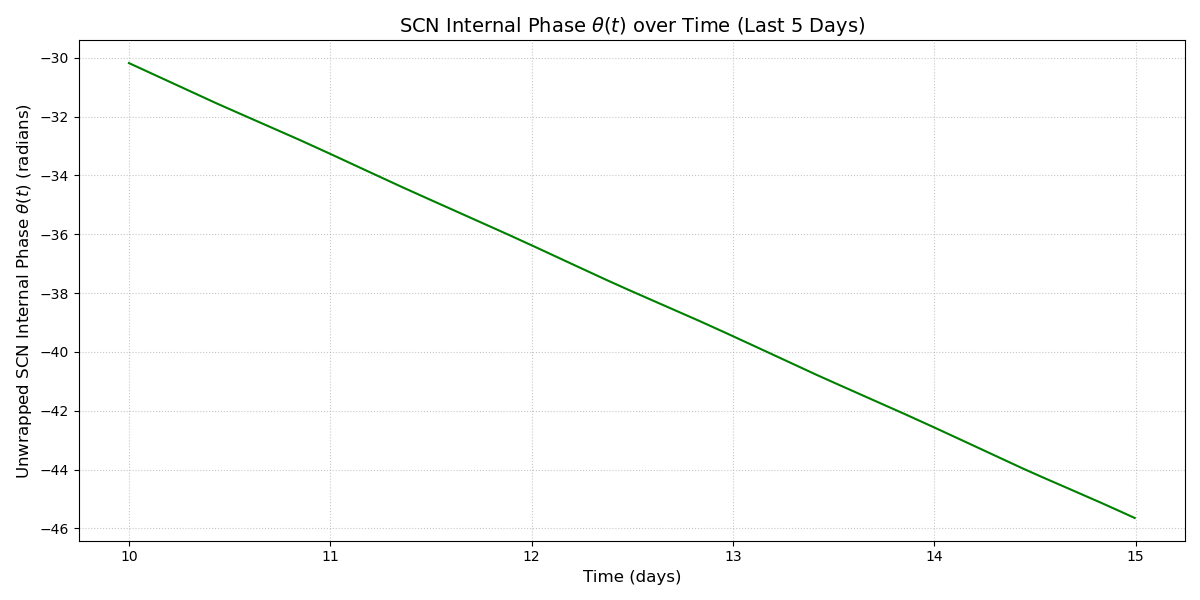 SCN Internal Phase θ(t) over Time (Last 5 Days)
Unwrapped SCN Internal Phase θ(t) (radians)
−30
−32
−34
−36
−38
−40
−42
−44
−46
10 11 12 13 14 15
Time (days)